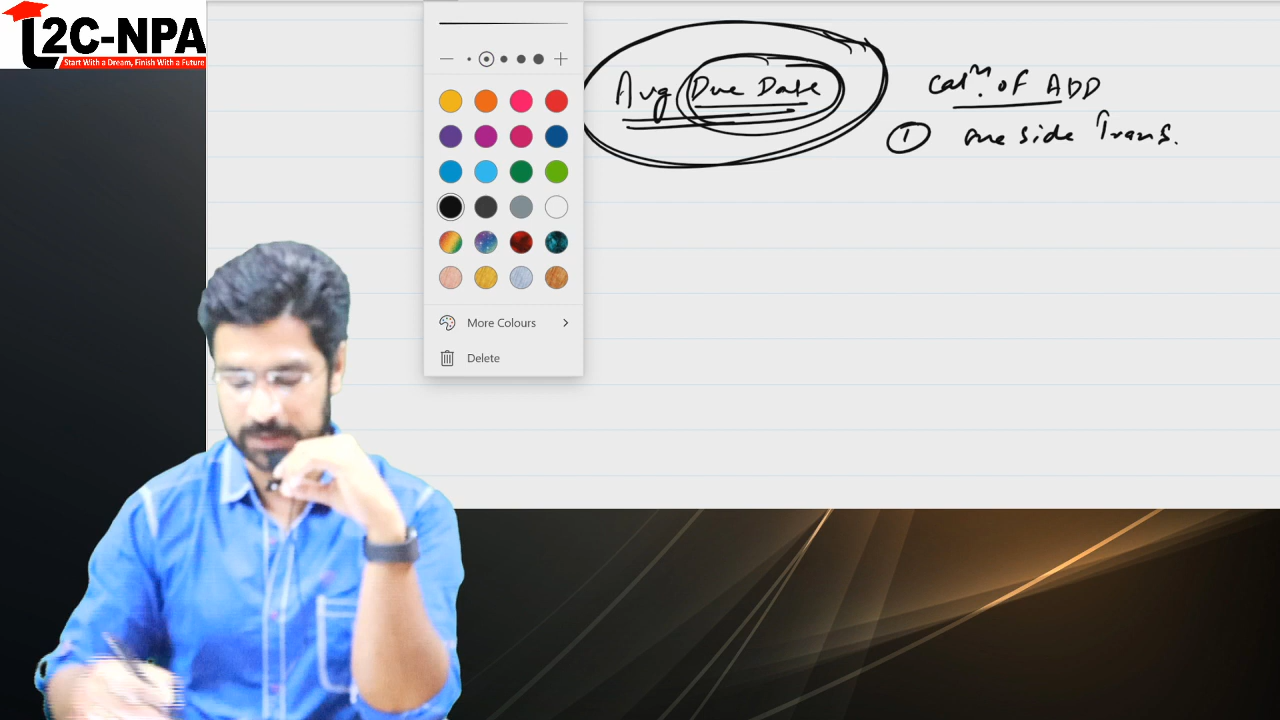 L2C-NPA
Start With a Dream, Finish With a Future
Avg Due Date
Calⁿ. of ADD
① one side Trans.
More Colours
Delete